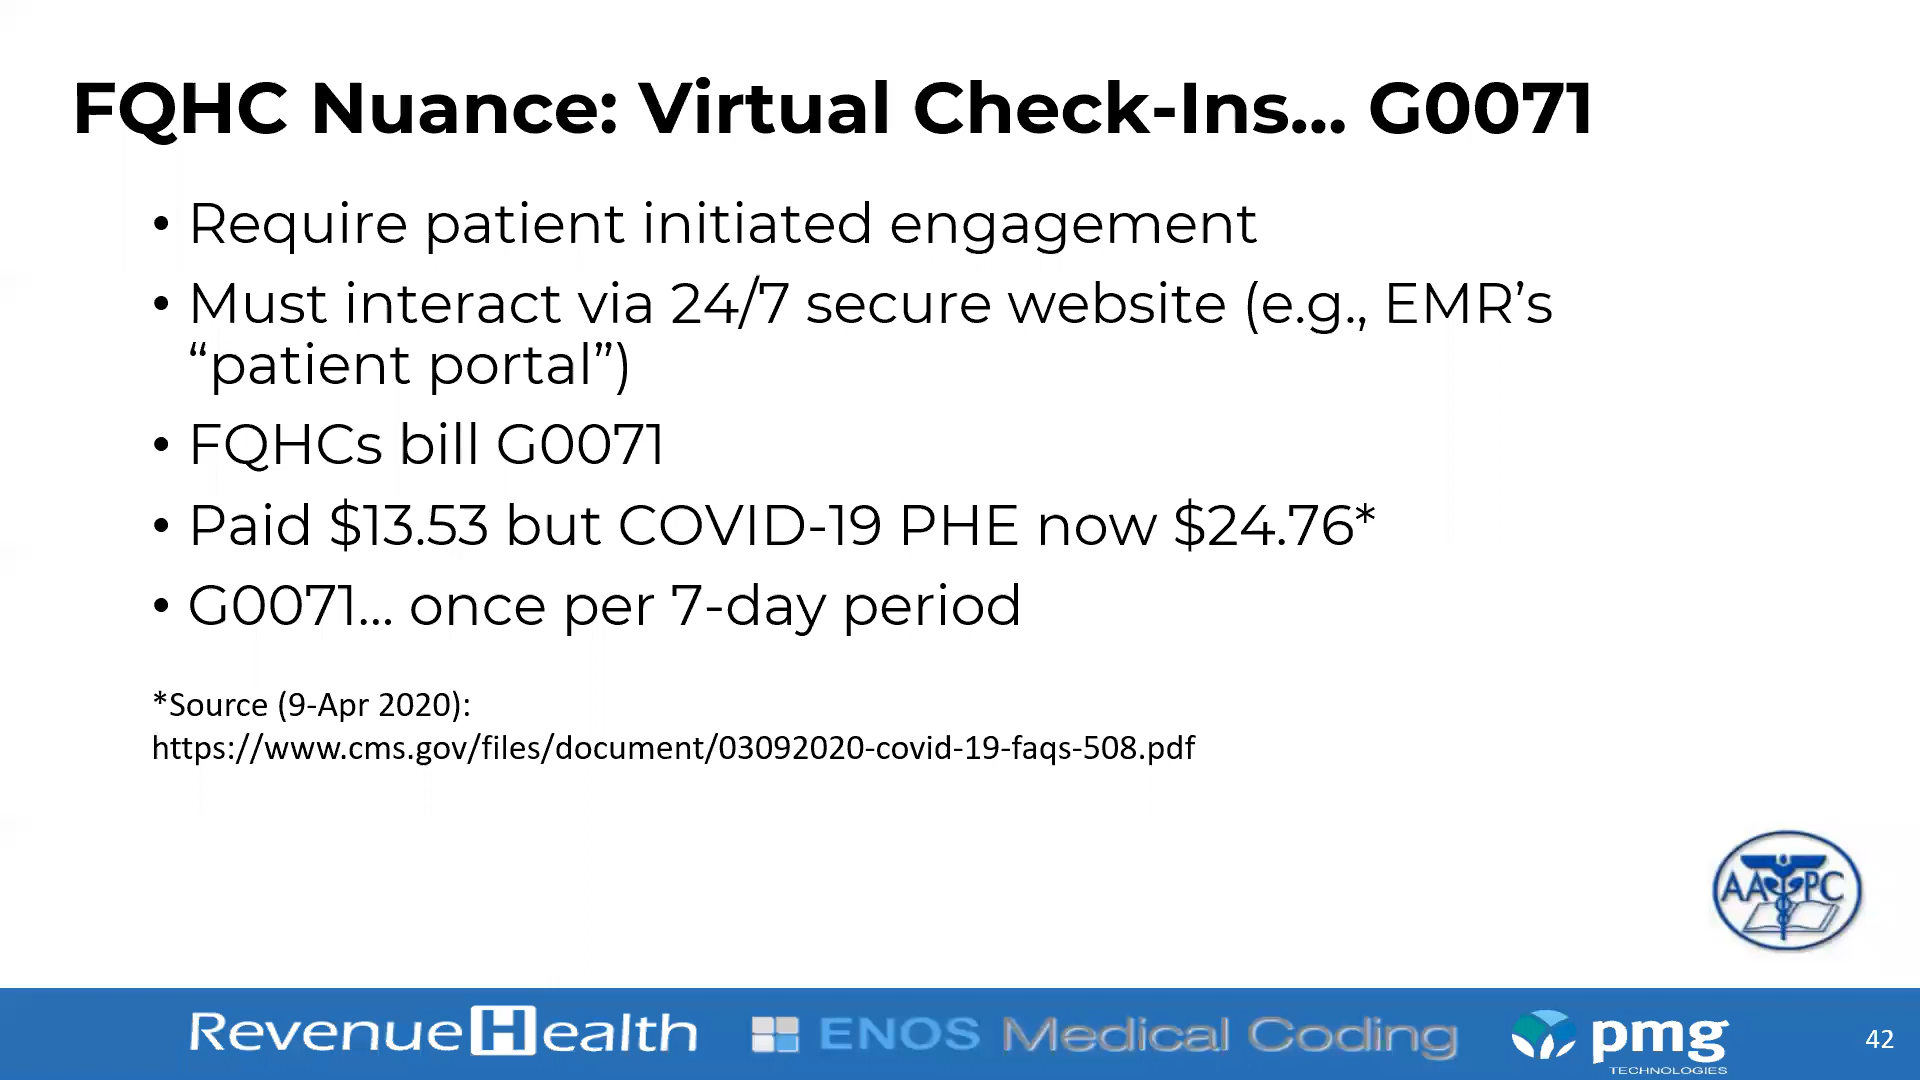 FQHC Nuance: Virtual Check-Ins... G0071
• Require patient initiated engagement
• Must interact via 24/7 secure website (e.g., EMR’s
“patient portal”)
• FQHCs bill G0071
• Paid $13.53 but COVID-19 PHE now $24.76*
• G0071... once per 7-day period
*Source (9-Apr 2020):
https://www.cms.gov/files/document/03092020-covid-19-faqs-508.pdf
AAPC
RevenueHealth
ENOS Medical Coding
pmg
TECHNOLOGIES
42